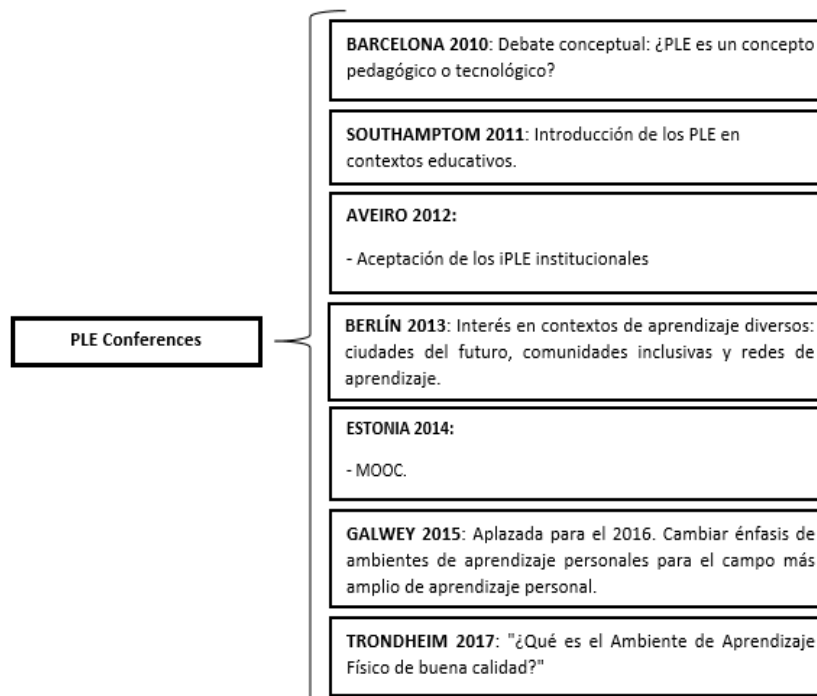 BARCELONA 2010: Debate conceptual: ¿PLE es un concepto
pedagógico o tecnológico?
SOUTHAMPTOM 2011: Introducción de los PLE en
contextos educativos.
AVEIRO 2012:
- Aceptación de los iPLE institucionales
PLE Conferences
BERLÍN 2013: Interés en contextos de aprendizaje diversos:
ciudades del futuro, comunidades inclusivas y redes de
aprendizaje.
ESTONIA 2014:
- MOOC.
GALWEY 2015: Aplazada para el 2016. Cambiar énfasis de
ambientes de aprendizaje personales para el campo más
amplio de aprendizaje personal.
TRONDHEIM 2017: "¿Qué es el Ambiente de Aprendizaje
Físico de buena calidad?"